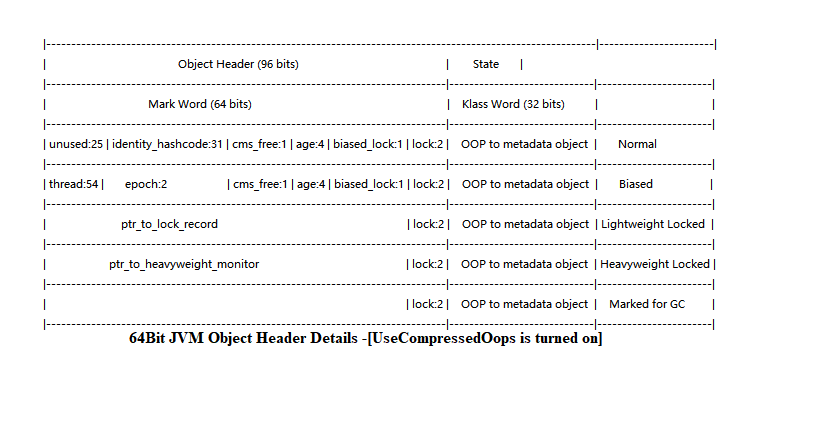 |--------------------------------------------------------------------------------------------------------------|-----------------------|
| Object Header (96 bits) | State |
|--------------------------------------------------------------------------------|-----------------------------|-----------------------|
| Mark Word (64 bits) | Klass Word (32 bits) | |
|--------------------------------------------------------------------------------|-----------------------------|-----------------------|
| unused:25 | identity_hashcode:31 | cms_free:1 | age:4 | biased_lock:1 | lock:2 | OOP to metadata object | Normal
|--------------------------------------------------------------------------------|-----------------------------|-----------------------|
| thread:54 | epoch:2 | cms_free:1 | age:4 | biased_lock:1 | lock:2 | OOP to metadata object | Biased |
|--------------------------------------------------------------------------------|-----------------------------|-----------------------|
| ptr_to_lock_record | lock:2 | OOP to metadata object | Lightweight Locked |
|--------------------------------------------------------------------------------|-----------------------------|-----------------------|
| ptr_to_heavyweight_monitor | lock:2 | OOP to metadata object | Heavyweight Locked |
|--------------------------------------------------------------------------------|-----------------------------|-----------------------|
| | lock:2 | OOP to metadata object | Marked for GC |
|--------------------------------------------------------------------------------|-----------------------------|-----------------------|
64Bit JVM Object Header Details -[UseCompressedOops is turned on]